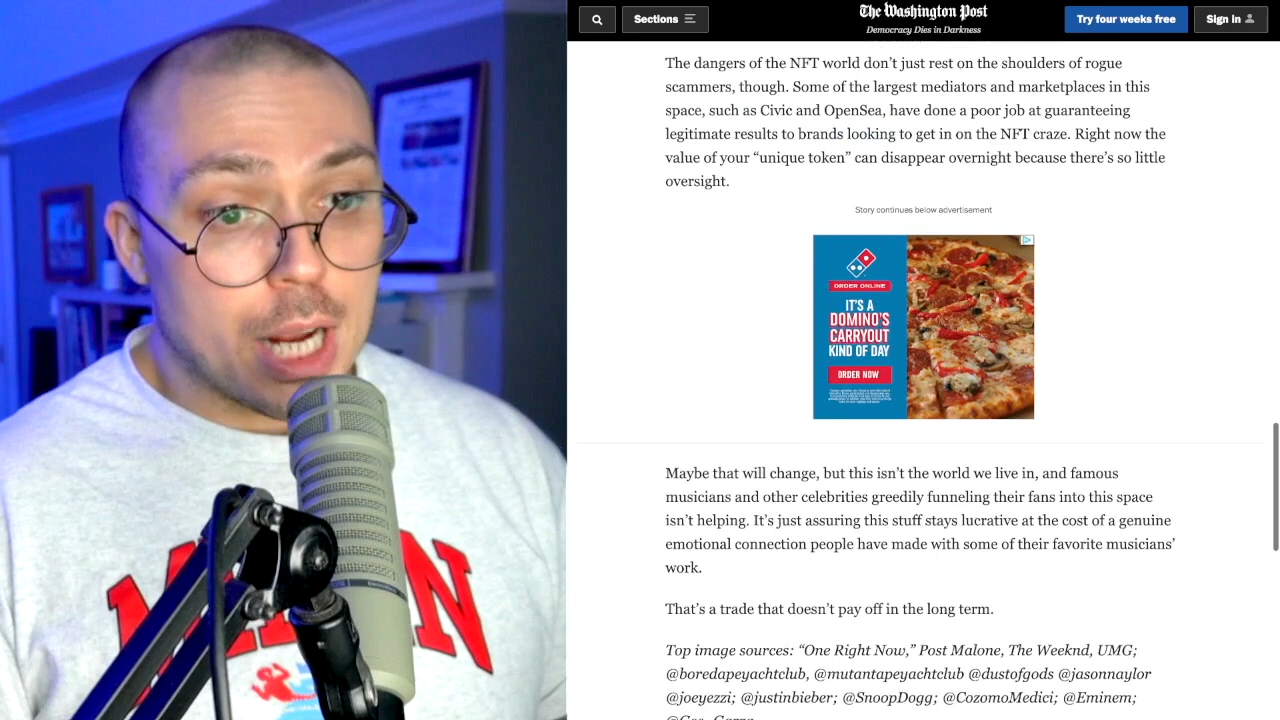 Sections
The Washington Post
Democracy Dies in Darkness
Try four weeks free
Sign in
The dangers of the NFT world don’t just rest on the shoulders of rogue
scammers, though. Some of the largest mediators and marketplaces in this
space, such as Civic and OpenSea, have done a poor job at guaranteeing
legitimate results to brands looking to get in on the NFT craze. Right now the
value of your “unique token” can disappear overnight because there’s so little
oversight.
Story continues below advertisement
ORDER ONLINE
IT'S A
DOMINO'S
CARRYOUT
KIND OF DAY
ORDER NOW
Maybe that will change, but this isn’t the world we live in, and famous
musicians and other celebrities greedily funneling their fans into this space
isn’t helping. It’s just assuring this stuff stays lucrative at the cost of a genuine
emotional connection people have made with some of their favorite musicians’
work.
That’s a trade that doesn’t pay off in the long term.
Top image sources: “One Right Now,” Post Malone, The Weeknd, UMG;
@boredapeyachtclub, @mutantapeyachtclub @dustofgods @jasonnaylor
@joeyezzi; @justinbieber; @SnoopDogg; @CozomoMedici; @Eminem;